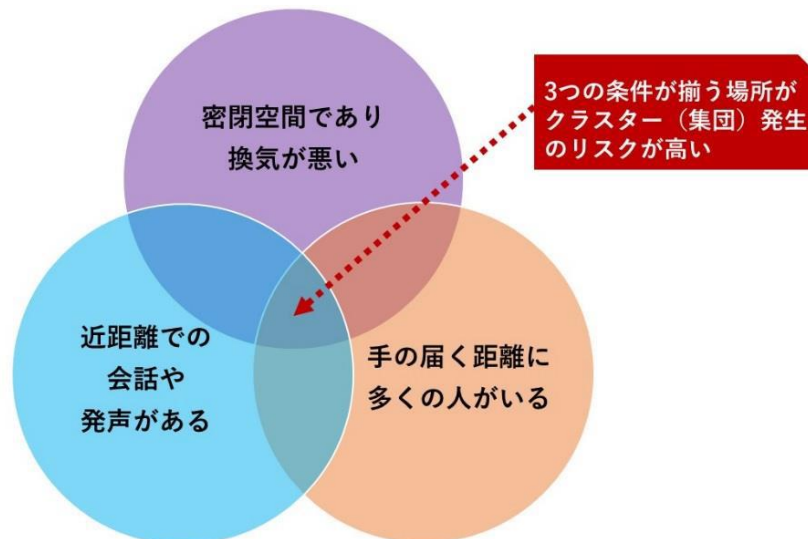 密閉空間であり
換気が悪い
3つの条件が揃う場所が
クラスター（集団）発生
のリスクが高い
近距離での
会話や
発声がある
手の届く距離に
多くの人がいる